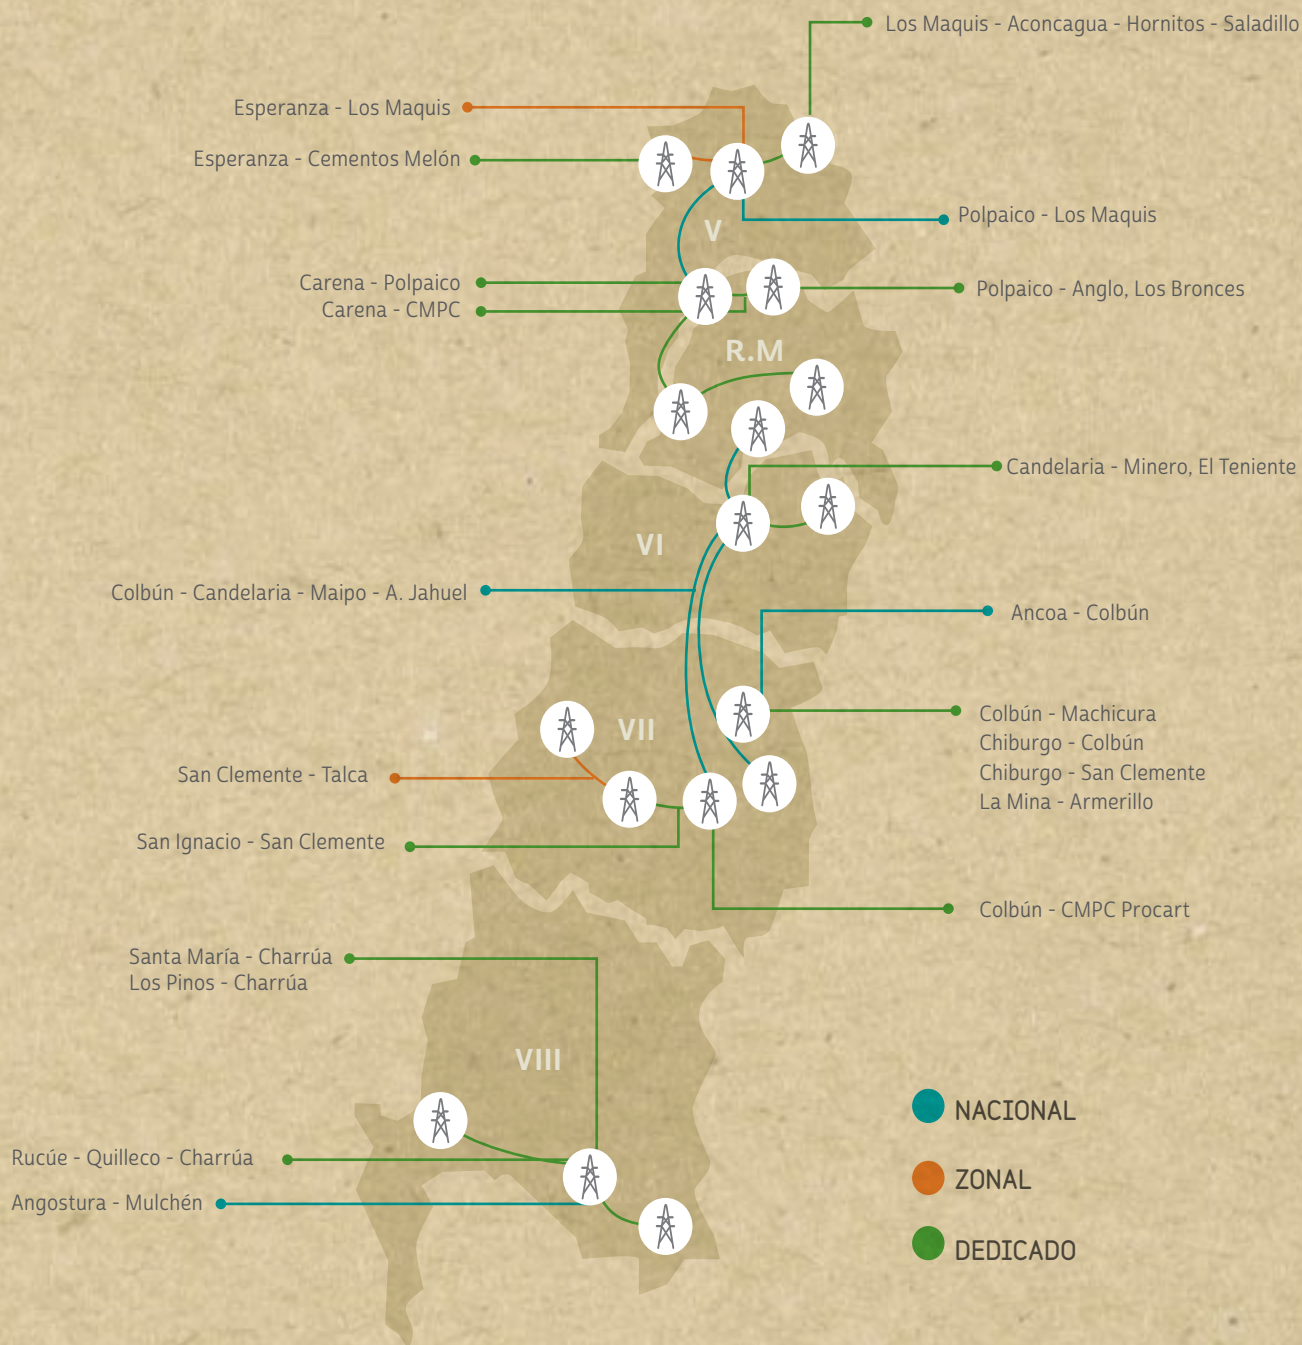 Los Maquis - Aconcagua - Hornitos - Saladillo
Esperanza - Los Maquis
Esperanza - Cementos Melón
Polpaico - Los Maquis
V
Carena - Polpaico
Polpaico - Anglo, Los Bronces
Carena - CMPC
R.M
Candelaria - Minero, El Teniente
VI
Colbún - Candelaria - Maipo - A. Jahuel
Ancoa - Colbún
Colbún - Machicura
VII
Chiburgo - Colbún
San Clemente - Talca
Chiburgo - San Clemente
La Mina - Armerillo
San Ignacio - San Clemente
Colbún - CMPC Procart
Santa María - Charrúa
Los Pinos - Charrúa
VIII
NACIONAL
Rucúe - Quilleco - Charrúa
ZONAL
Angostura - Mulchén
DEDICADO